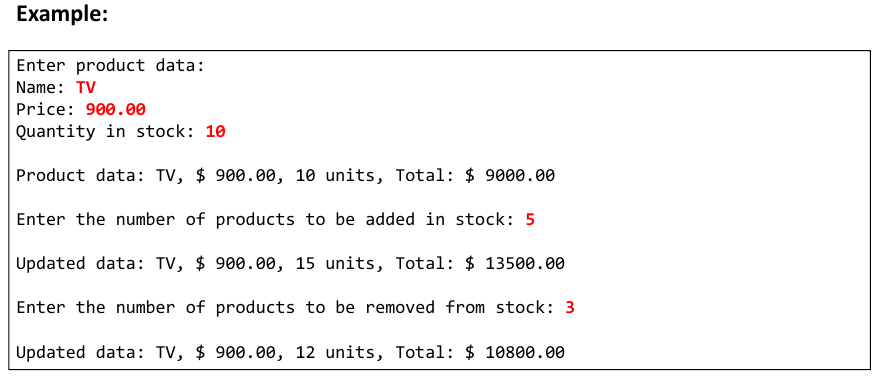 Example:
Enter product data:
Name: TV
Price: 900.00
Quantity in stock: 10
Product data: TV, $ 900.00, 10 units, Total: $ 9000.00
Enter the number of products to be added in stock: 5
Updated data: TV, $ 900.00, 15 units, Total: $ 13500.00
Enter the number of products to be removed from stock: 3
Updated data: TV, $ 900.00, 12 units, Total: $ 10800.00